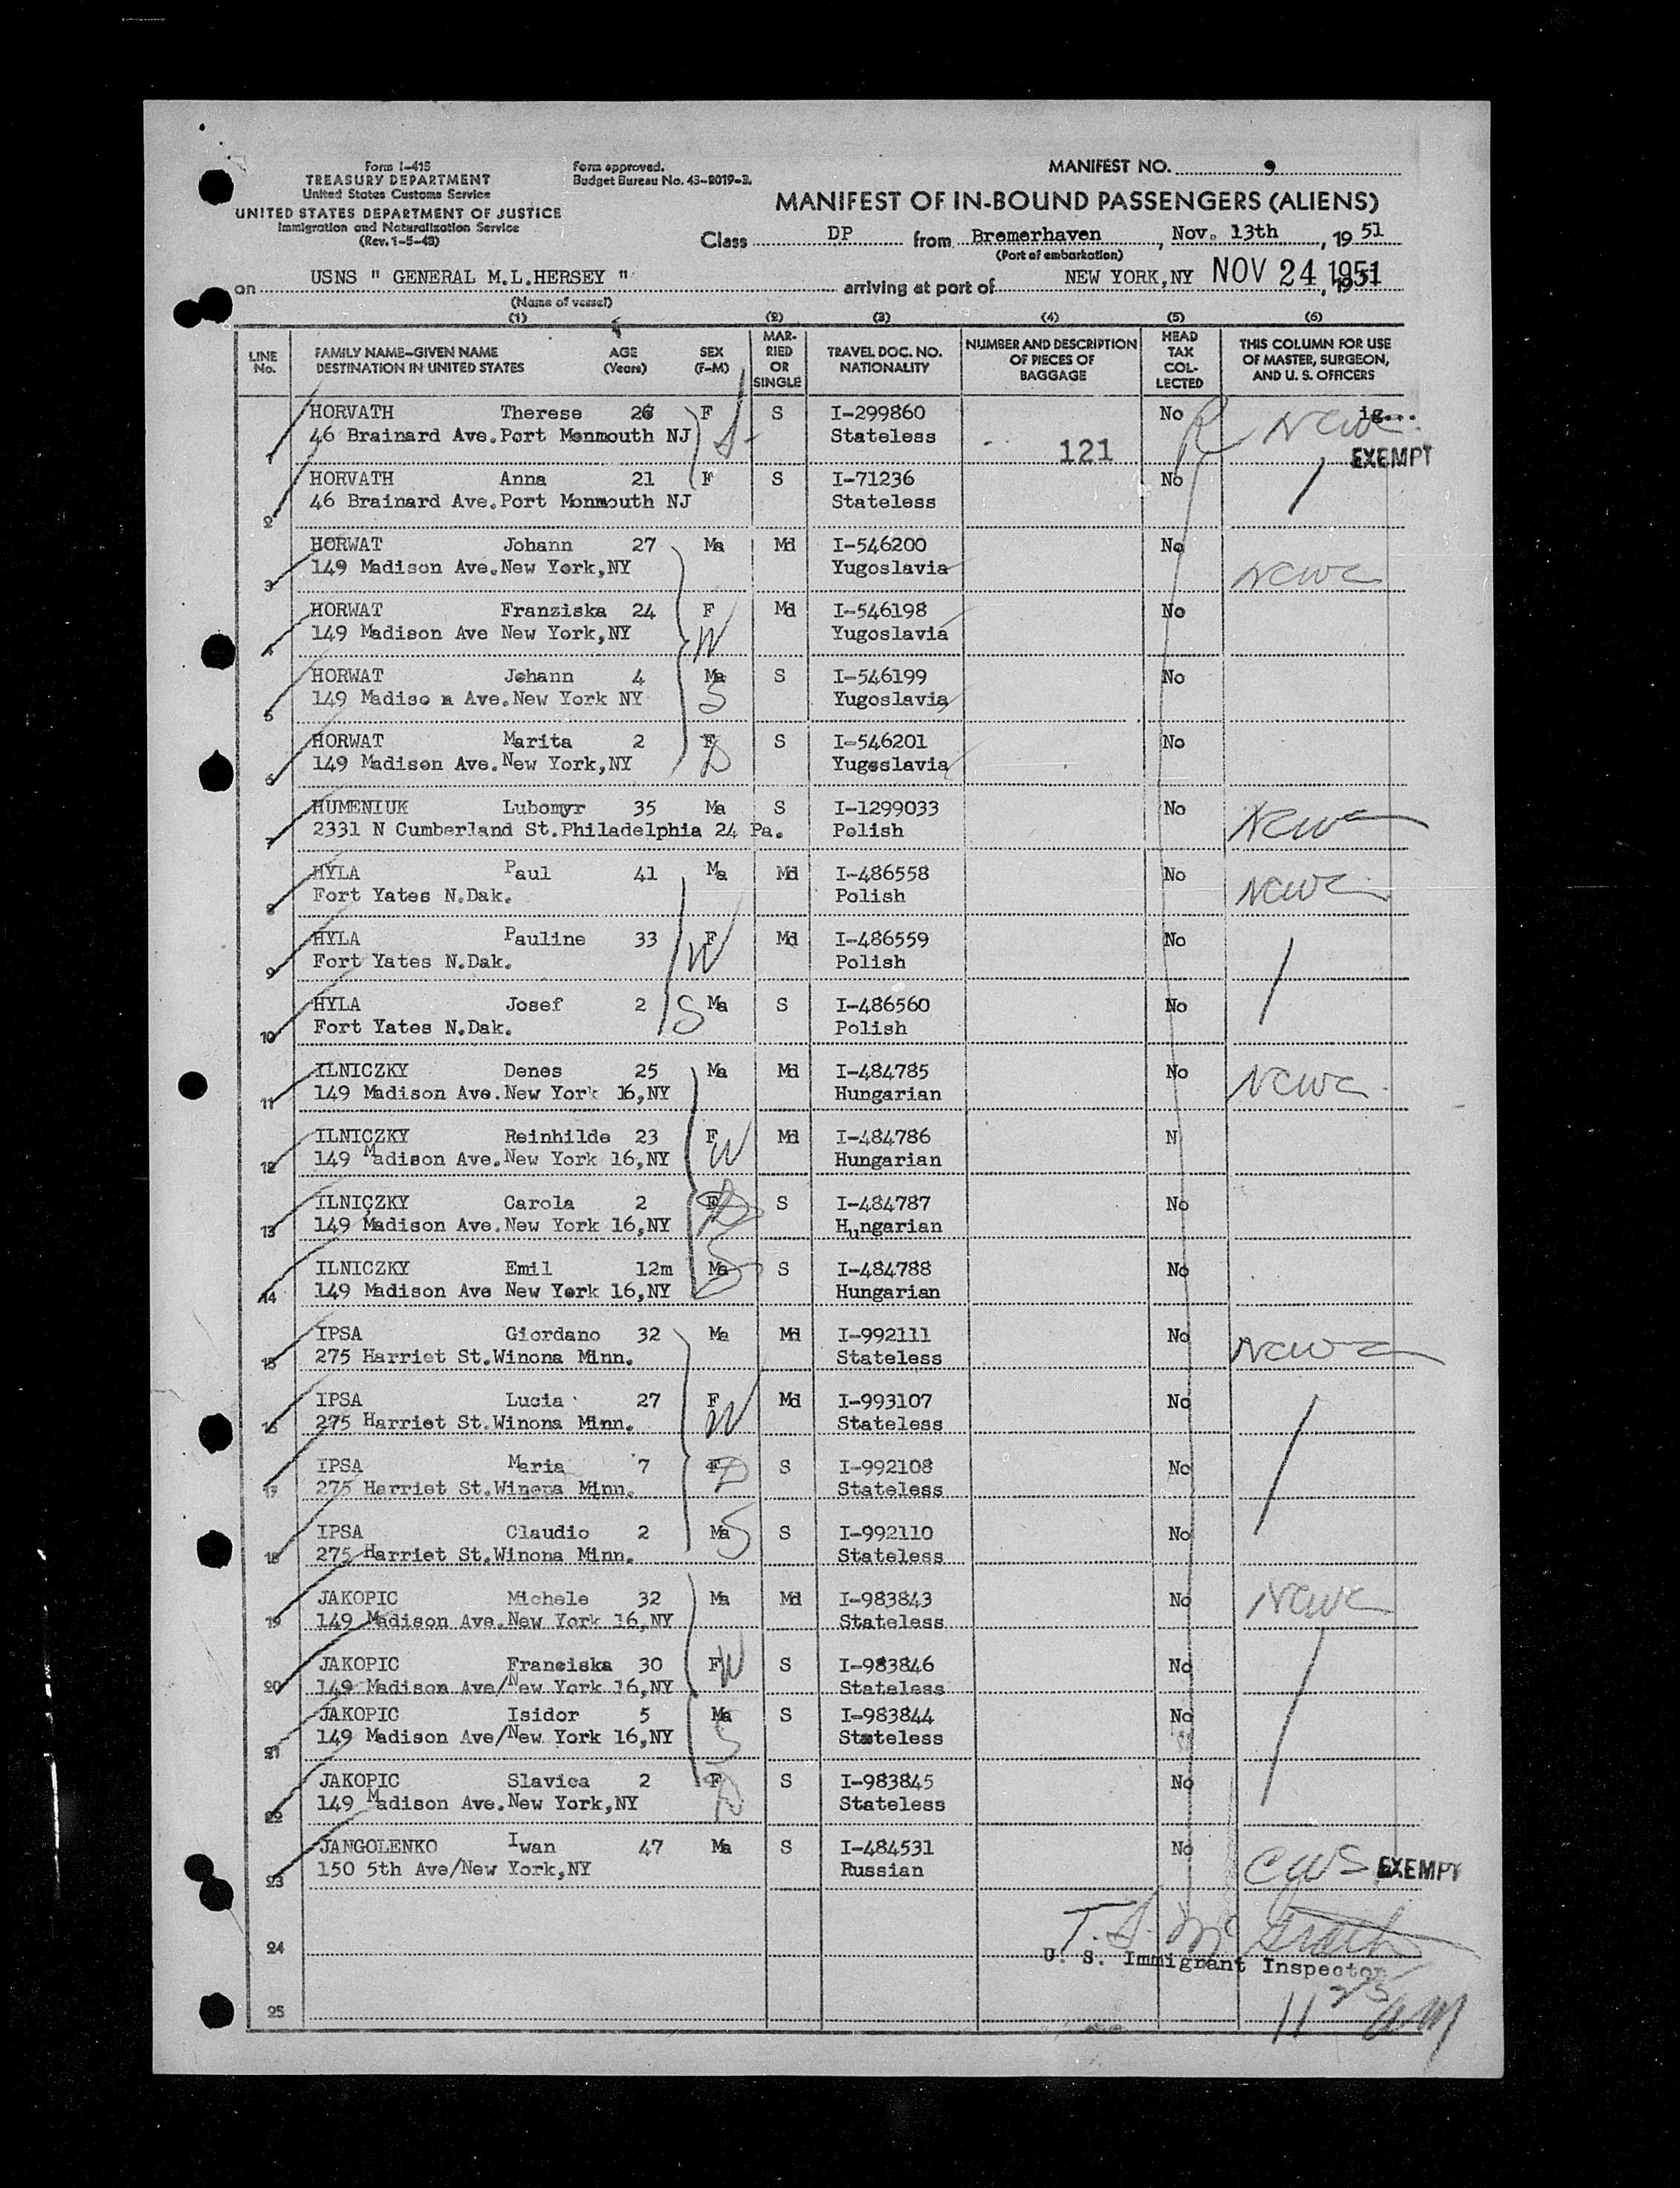 Form I-415
TREASURY DEPARTMENT
United States Customs Service
UNITED STATES DEPARTMENT OF JUSTICE
Immigration and Naturalization Service
(Rev. 1-5-48)
Form approved.
Budget Bureau No. 43-R019-3.
MANIFEST NO. 9
MANIFEST OF IN-BOUND PASSENGERS (ALIENS)
Class DP from Bremerhaven, Nov. 13th, 19 51
(Port of embarkation)
on USNS " GENERAL M.L.HERSEY " arriving at port of NEW YORK,NY NOV 24 1951
(Name of vessel)
(1) (2) (3) (4) (5) (6)
LINE No. FAMILY NAME-GIVEN NAME DESTINATION IN UNITED STATES AGE (Years) SEX (F-M) MARRIED OR SINGLE TRAVEL DOC. NO. NATIONALITY NUMBER AND DESCRIPTION OF PIECES OF BAGGAGE HEAD TAX COLLECTED THIS COLUMN FOR USE OF MASTER, SURGEON, AND U. S. OFFICERS
HORVATH Therese 26 F S I-299860 No NCWC
1 46 Brainard Ave.Port Monmouth NJ Stateless 121 EXEMPT
HORVATH Anna 21 F S I-71236 No
2 46 Brainard Ave.Port Monmouth NJ Stateless
HORWAT Johann 27 Ma Md I-546200 No
3 149 Madison Ave.New York,NY Yugoslavia NCWC
HORWAT Franziska 24 F Md I-546198 No
4 149 Madison Ave New York,NY Yugoslavia W
HORWAT Johann 4 Ma S I-546199 No
5 149 Madiso n Ave.New York NY S Yugoslavia
HORWAT Marita 2 F S I-546201 No
6 149 Madison Ave.New York,NY D Yugoslavia
HUMENIUK Lubomyr 35 Ma S I-1299033 No NCWC
7 2331 N Cumberland St.Philadelphia 24 Pa. Polish
HYLA Paul 41 Ma Md I-486558 No NCWC
8 Fort Yates N.Dak. Polish
HYLA Pauline 33 F Md I-486559 No
9 Fort Yates N.Dak. W Polish
HYLA Josef 2 S Ma S I-486560 No
10 Fort Yates N.Dak. Polish
ILNICZKY Denes 25 Ma Md I-484785 No NCWC
11 149 Madison Ave.New York 16,NY Hungarian
ILNICZKY Reinhilde 23 F W Md I-484786 N
12 149 Madison Ave.New York 16,NY Hungarian
ILNICZKY Carola 2 F D S I-484787 No
13 149 Madison Ave.New York 16,NY Hungarian
ILNICZKY Emil 12m Ma S S I-484788 No
14 149 Madison Ave New York 16,NY Hungarian
IPSA Giordano 32 Ma Md I-992111 No NCWC
15 275 Harriet St.Winona Minn. Stateless
IPSA Lucia 27 F Md I-993107 No
16 275 Harriet St.Winona Minn. W Stateless
IPSA Maria 7 F D S I-992108 No
17 275 Harriet St.Winona Minn. Stateless
IPSA Claudio 2 Ma S S I-992110 No
18 275 Harriet St.Winona Minn. Stateless
JAKOPIC Michele 32 Ma Md I-983843 No NCWC
19 149 Madison Ave.New York 16,NY Stateless
JAKOPIC Franciska 30 F W S I-983846 No
20 149 Madison Ave/New York 16,NY Stateless
JAKOPIC Isidor 5 Ma S I-983844 No
21 149 Madison Ave/New York 16,NY S Stateless
JAKOPIC Slavica 2 F S I-983845 No
22 149 Madison Ave.New York,NY D Stateless
JANGOLENKO Iwan 47 Ma S I-484531 No CWS EXEMPT
23 150 5th Ave/New York,NY Russian
24 T. S. McGrath
U. S. Immigrant Inspector
25 11 25 AM